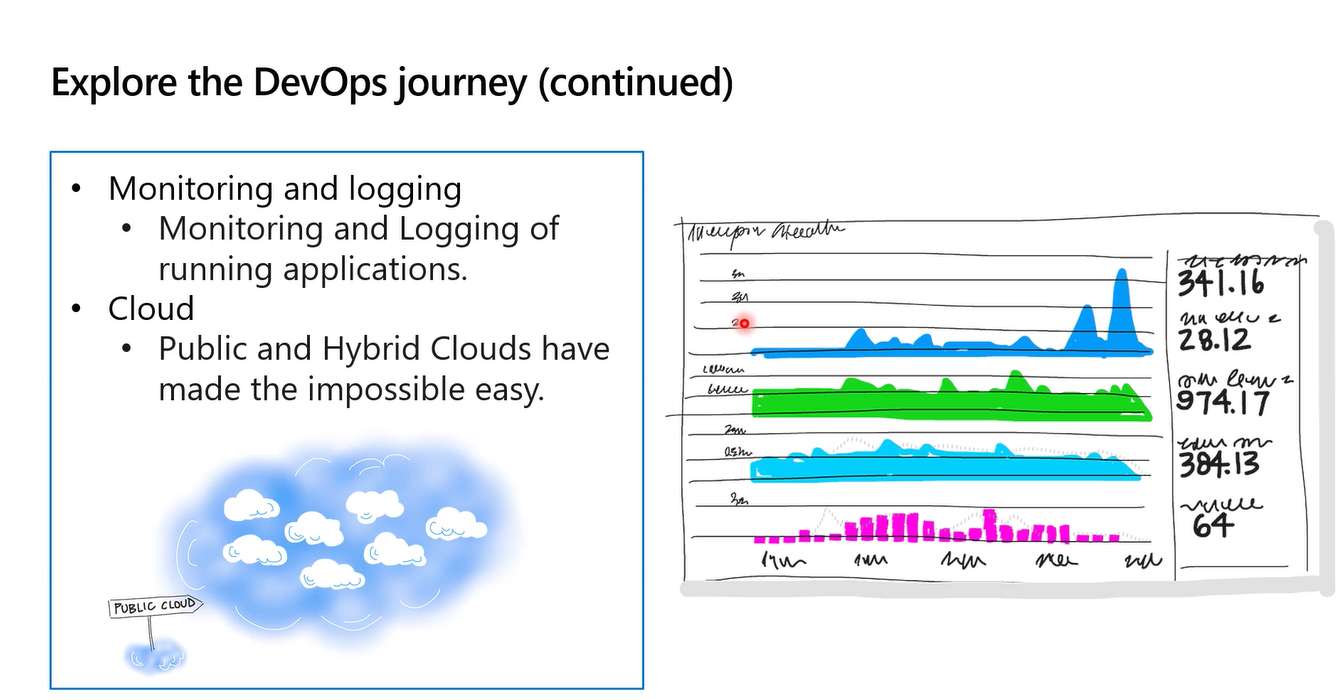 Explore the DevOps journey (continued)
• Monitoring and logging
• Monitoring and Logging of
running applications.
• Cloud
• Public and Hybrid Clouds have
made the impossible easy.
PUBLIC CLOUD
341.16
28.12
974.17
384.13
64